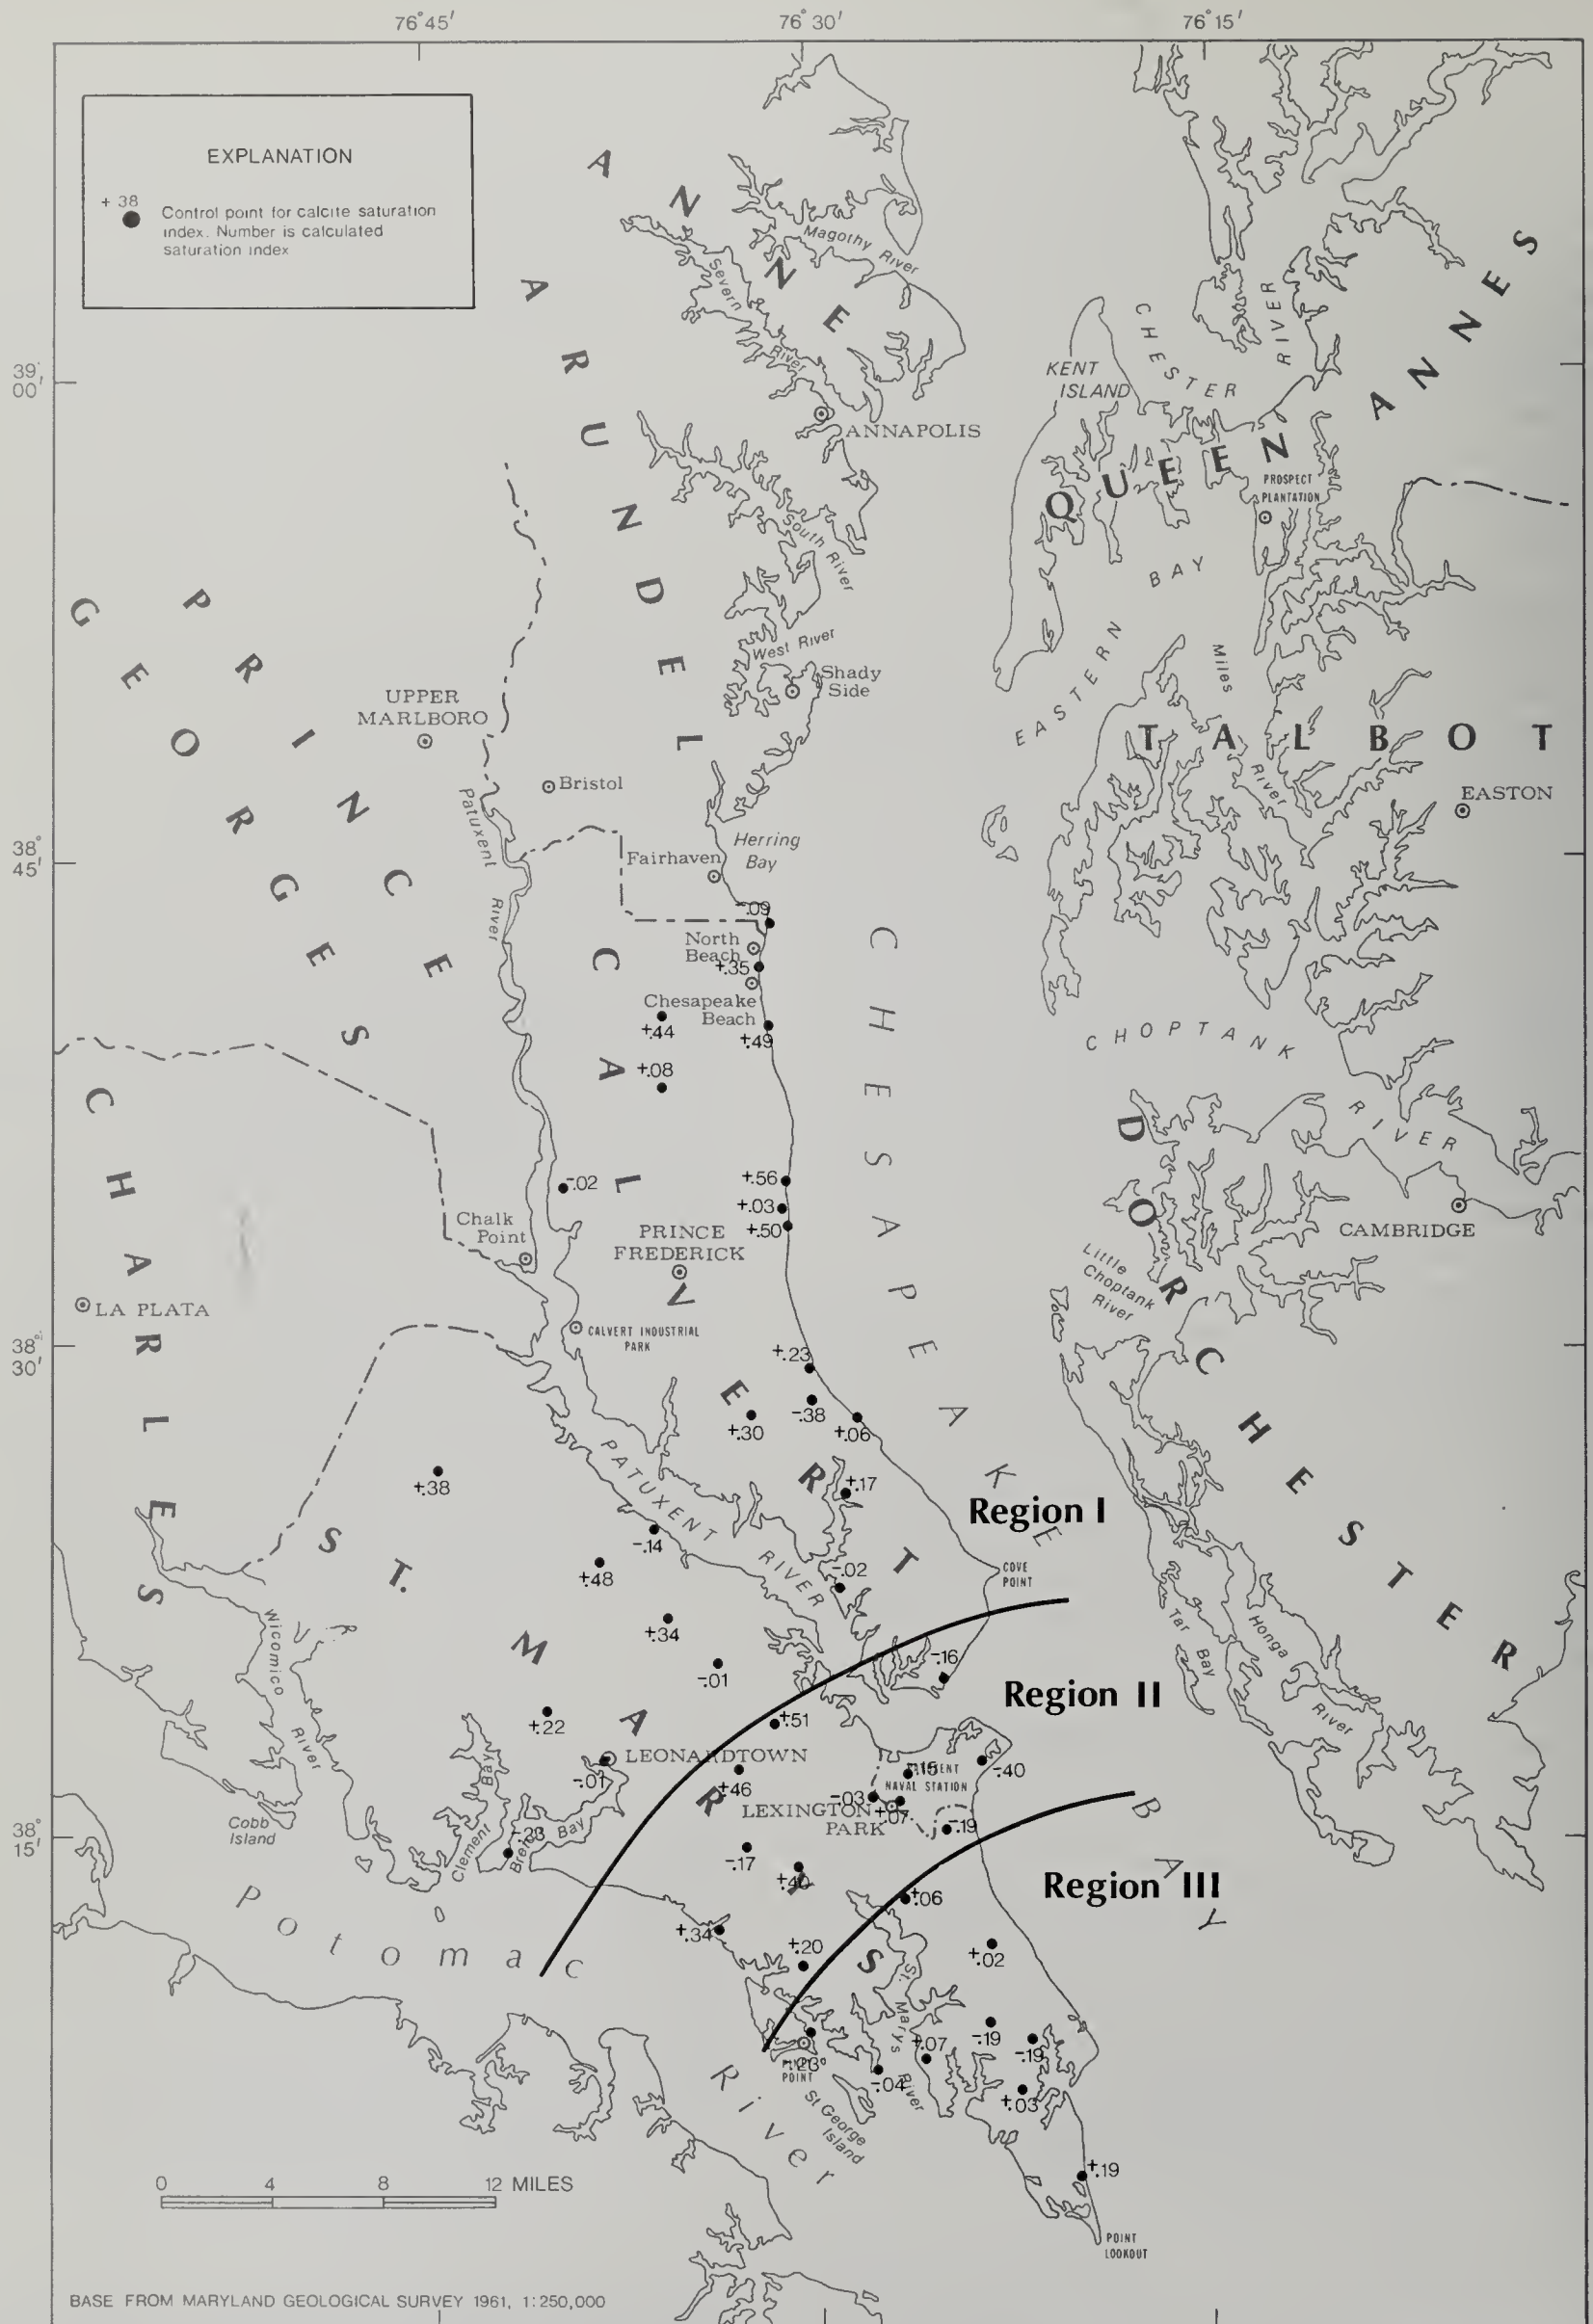 76°45′ 76°30′ 76°15′
EXPLANATION
+ 38
Control point for calcite saturation
index. Number is calculated
saturation index
ANNE
ARUNDEL
Magothy River
Severn
River
CHESTER
RIVER
QUEEN ANNES
KENT
ISLAND
39°
00′
ANNAPOLIS
PROSPECT
PLANTATION
South River
EASTERN BAY
PRINCE
GEORGES
West River
Shady
Side
Miles
River
UPPER
MARLBORO
TALBOT
Bristol
EASTON
Patuxent
River
38°
45′
Herring
Bay
Fairhaven
-.09
North
Beach
+.35
Chesapeake
Beach
+.44
+.49
+.08
CALVERT
CHESAPEAKE
BAY
CHOPTANK
RIVER
CHARLES
DORCHESTER
-.02
+.56
+.03
+.50
Chalk
Point
PRINCE
FREDERICK
CAMBRIDGE
Little
Choptank
River
LA PLATA
CALVERT INDUSTRIAL
PARK
38°
30′
+.23
-.38
+.30
+.06
PATUXENT RIVER
+.38
+.17
Region I
ST. MARYS
-.14
+.48
-.02
COVE
POINT
+.34
-.01
Wicomico
River
Tar
Bay
Honga
River
-.16
Region II
+.22
+.51
LEONARDTOWN
-.01
+.46
-.40
NAVAL STATION
-.03
+.07
LEXINGTON
PARK
-.19
Cobb
Island
38°
15′
Clement
Bay
Bay
-.23
-.17
+.40
Region III
+.06
Potomac
River
+.34
+.20
+.02
St.
Marys
River
-.19
-.19
+.07
POINT
-.04
+.03
St George
Island
+.19
0 4 8 12 MILES
POINT
LOOKOUT
BASE FROM MARYLAND GEOLOGICAL SURVEY 1961, 1:250,000